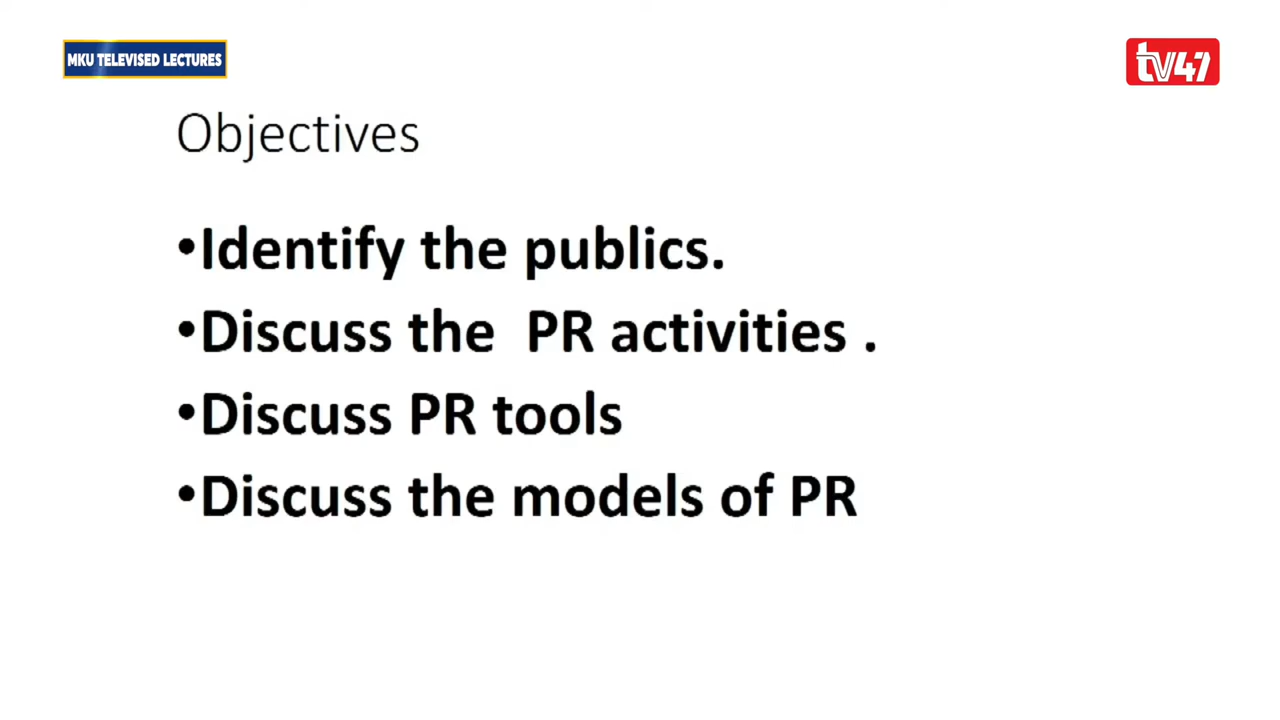 MKU TELEVISED LECTURES
tv47
Objectives
•Identify the publics.
•Discuss the  PR activities .
•Discuss PR tools
•Discuss the models of PR